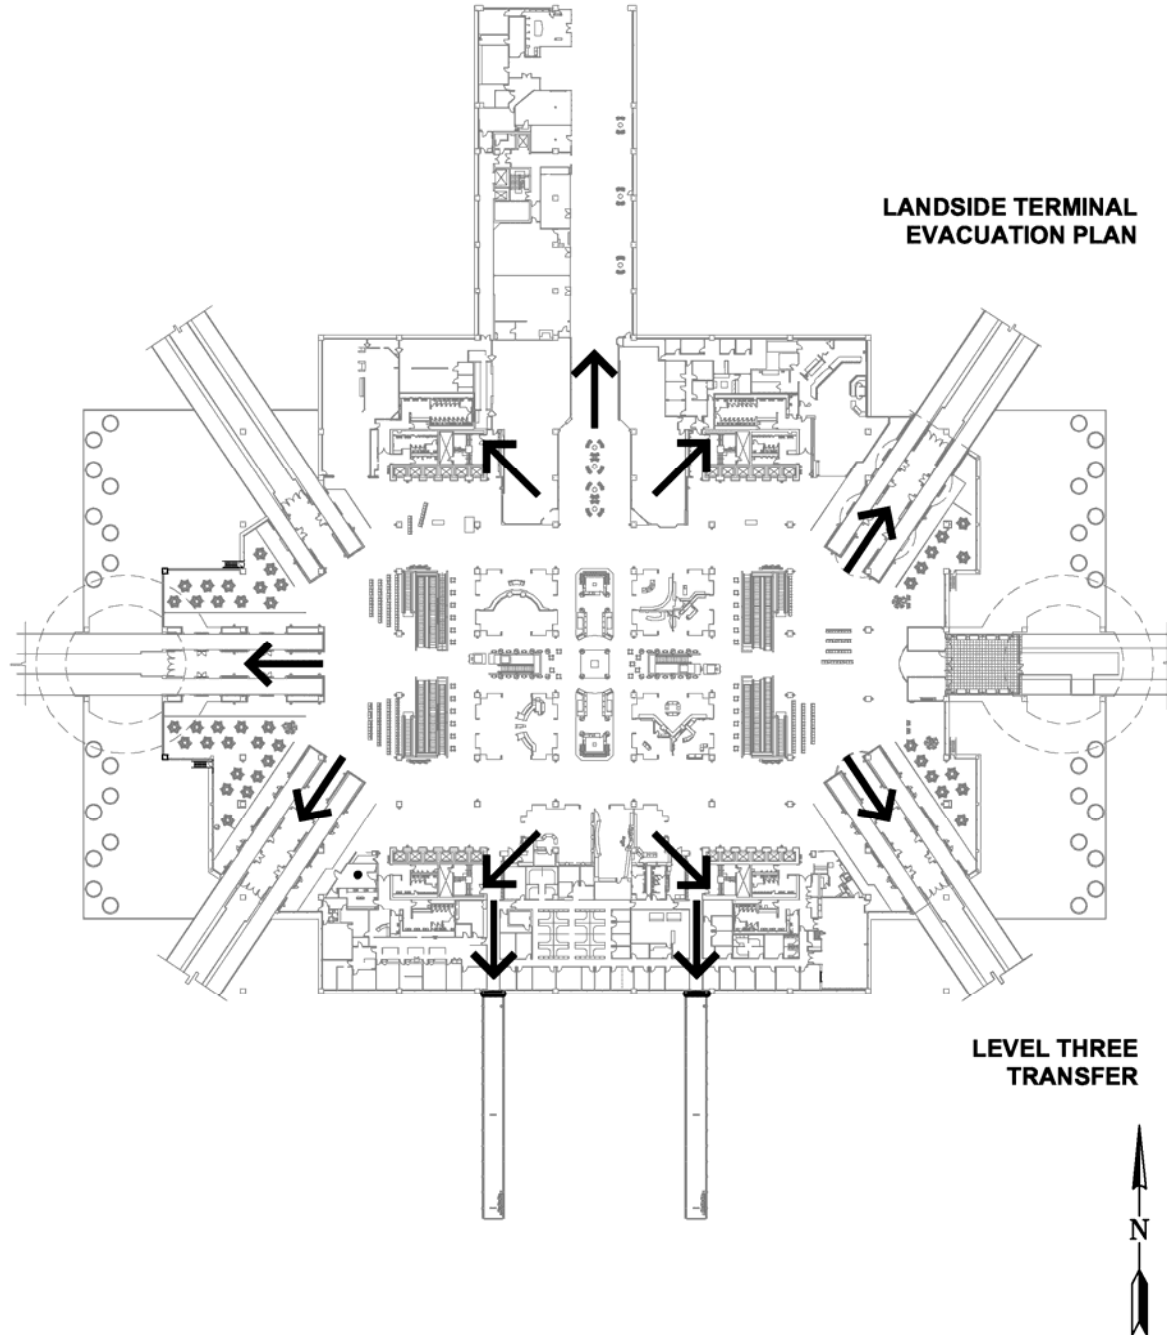 LANDSIDE TERMINAL
EVACUATION PLAN
LEVEL THREE
TRANSFER
N